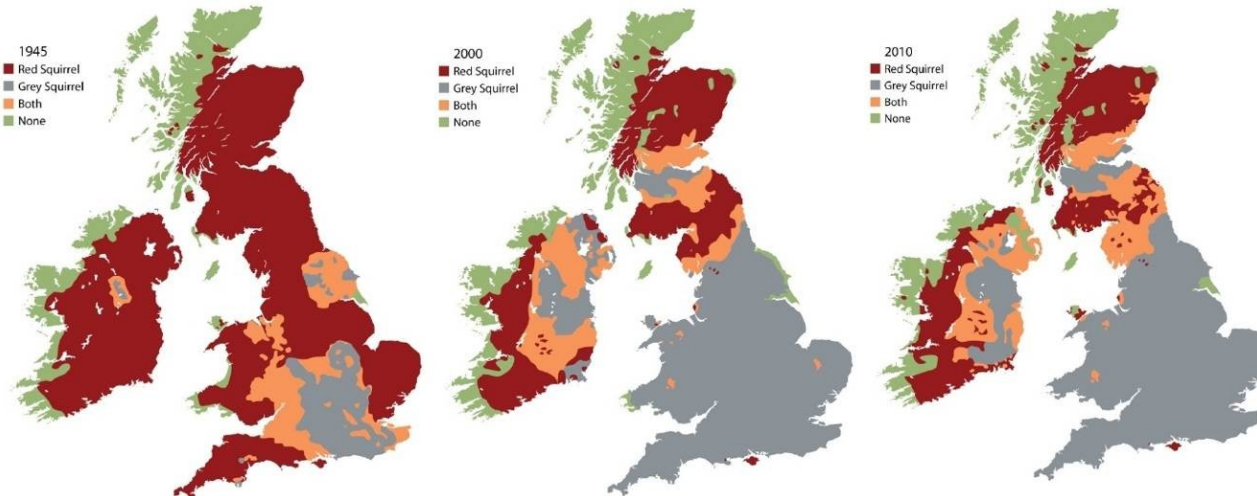 1945
Red Squirrel
Grey Squirrel
Both
None
2000
Red Squirrel
Grey Squirrel
Both
None
2010
Red Squirrel
Grey Squirrel
Both
None